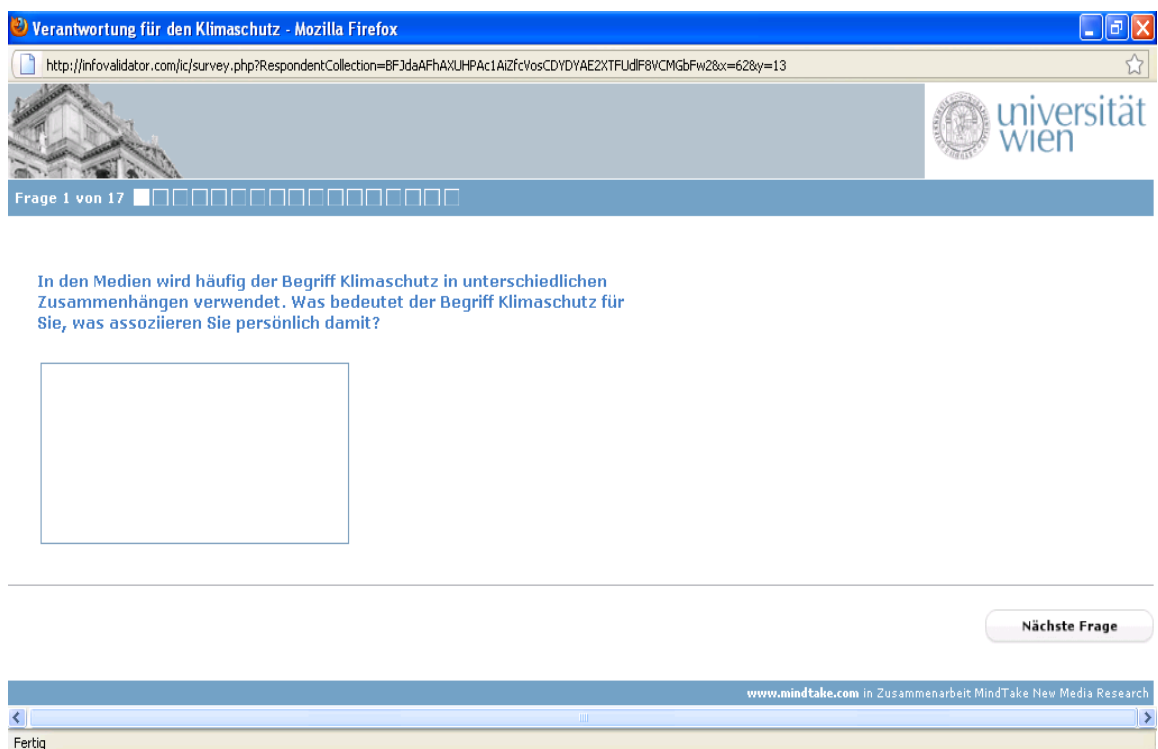 Verantwortung für den Klimaschutz - Mozilla Firefox
http://infovalidator.com/ic/survey.php?RespondentCollection=BFJdaAFhAXUHPAc1AiZfcVosCDYDYAE2XTFUdlF8VCMGbFw2&x=62&y=13
universität
wien
Frage 1 von 17
In den Medien wird häufig der Begriff Klimaschutz in unterschiedlichen
Zusammenhängen verwendet. Was bedeutet der Begriff Klimaschutz für
Sie, was assoziieren Sie persönlich damit?
Nächste Frage
www.mindtake.com in Zusammenarbeit MindTake New Media Research
Fertig